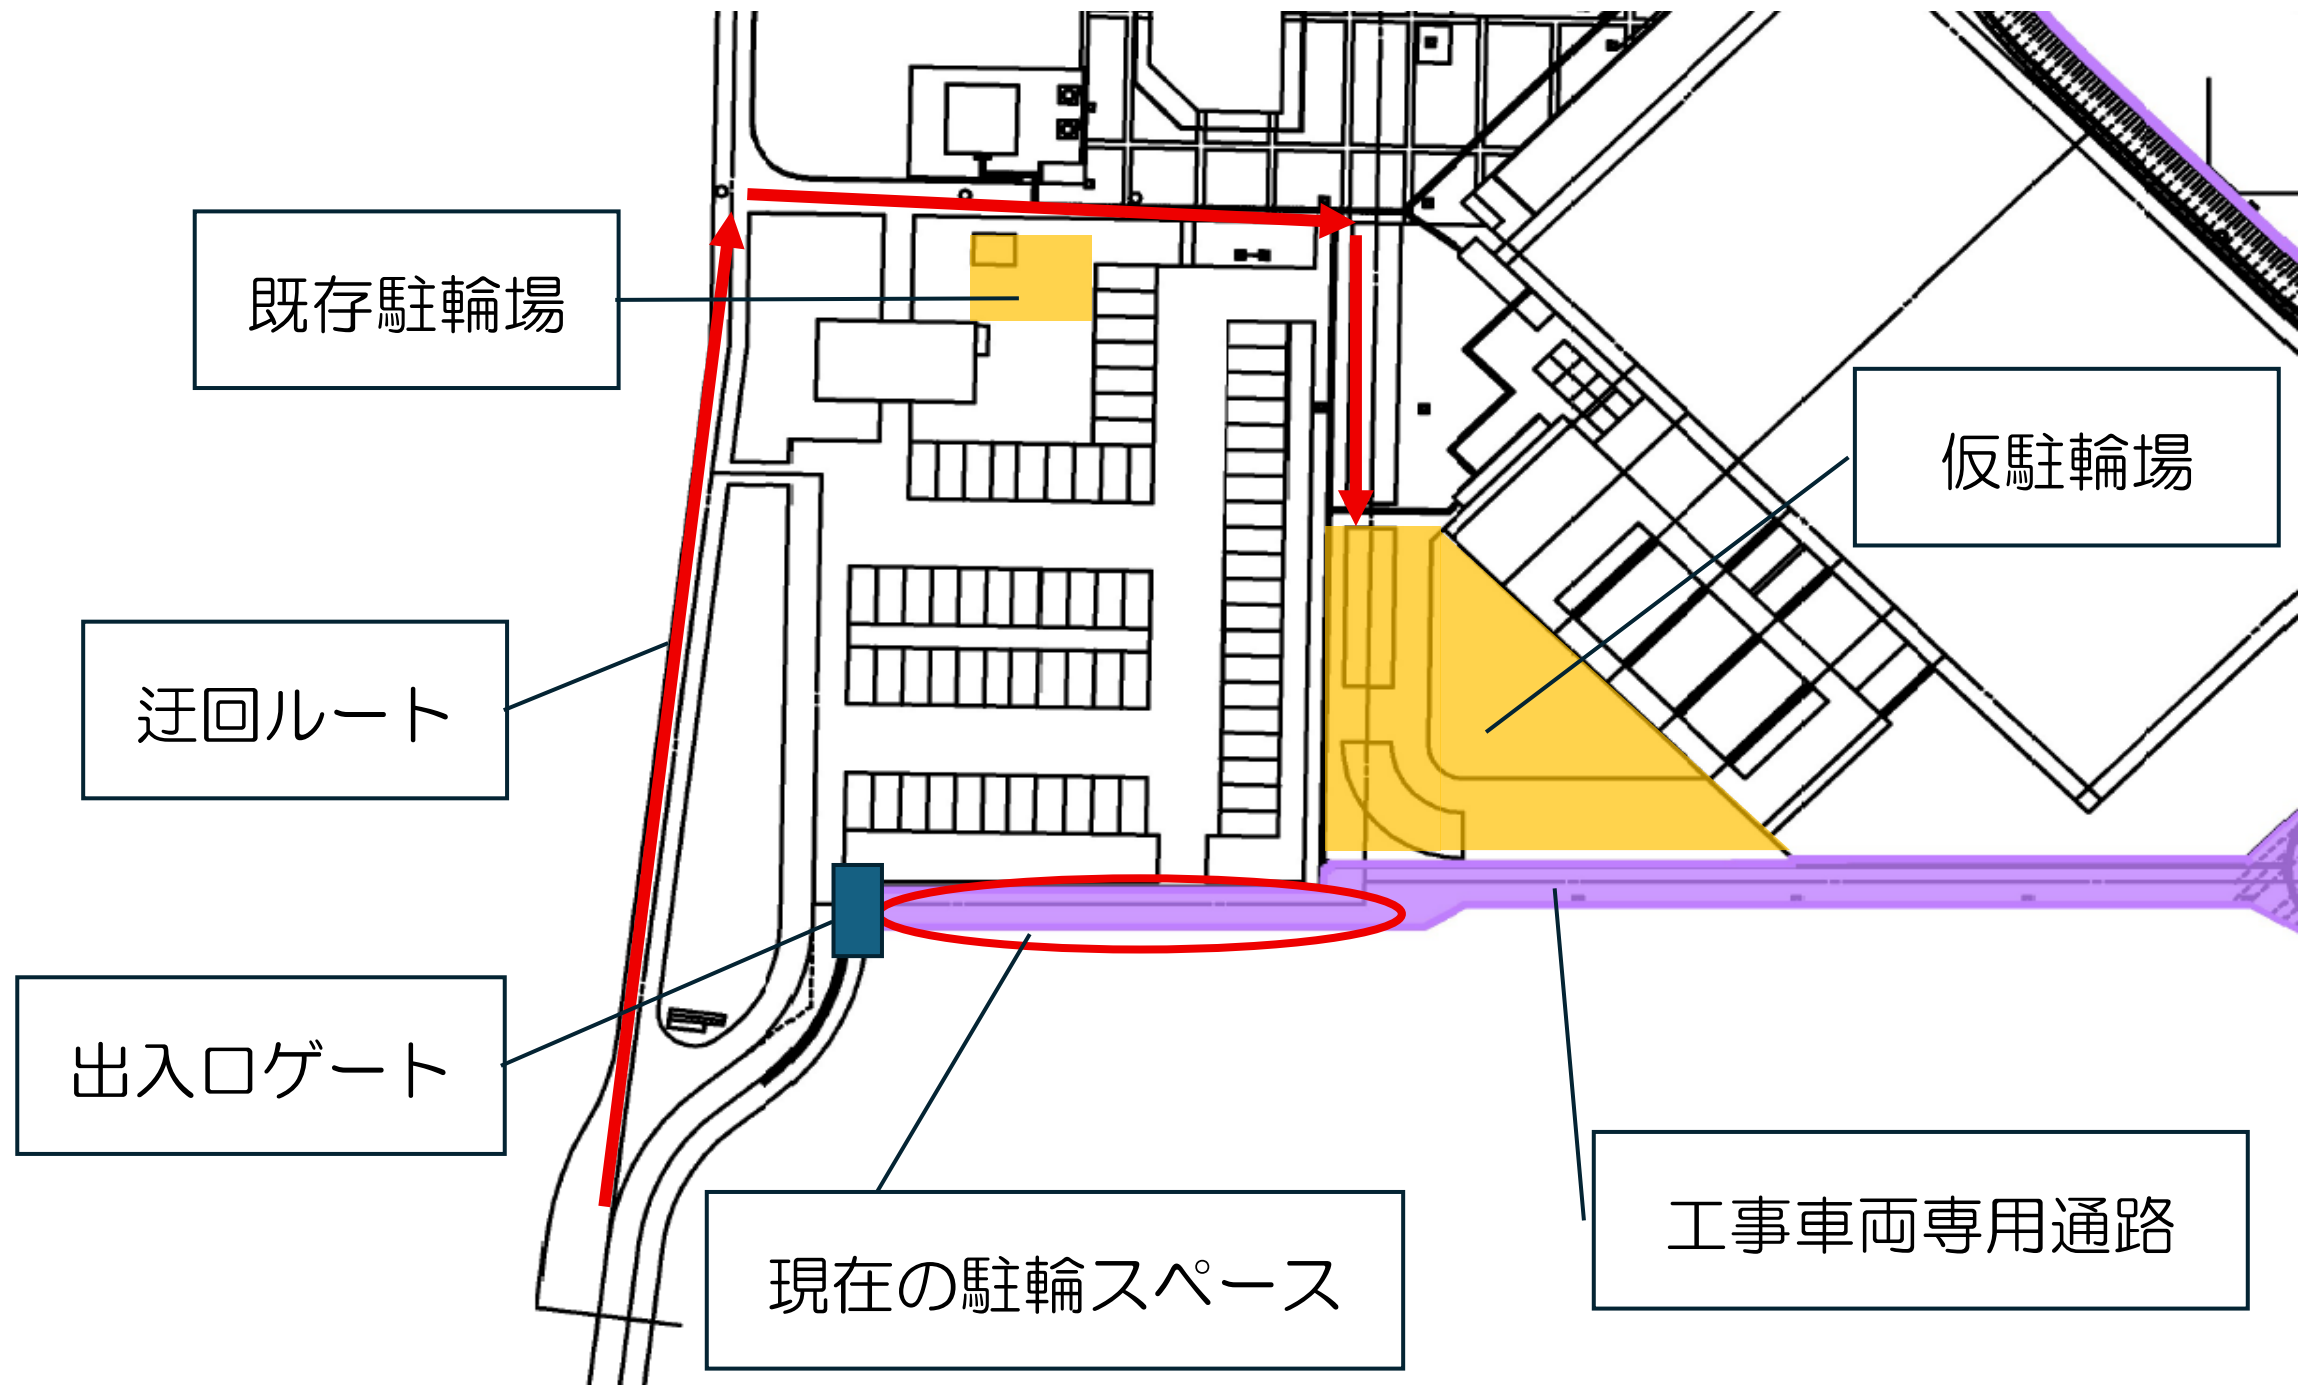 既存駐輪場
仮駐輪場
迂回ルート
出入口ゲート
現在の駐輪スペース
工事車両専用通路